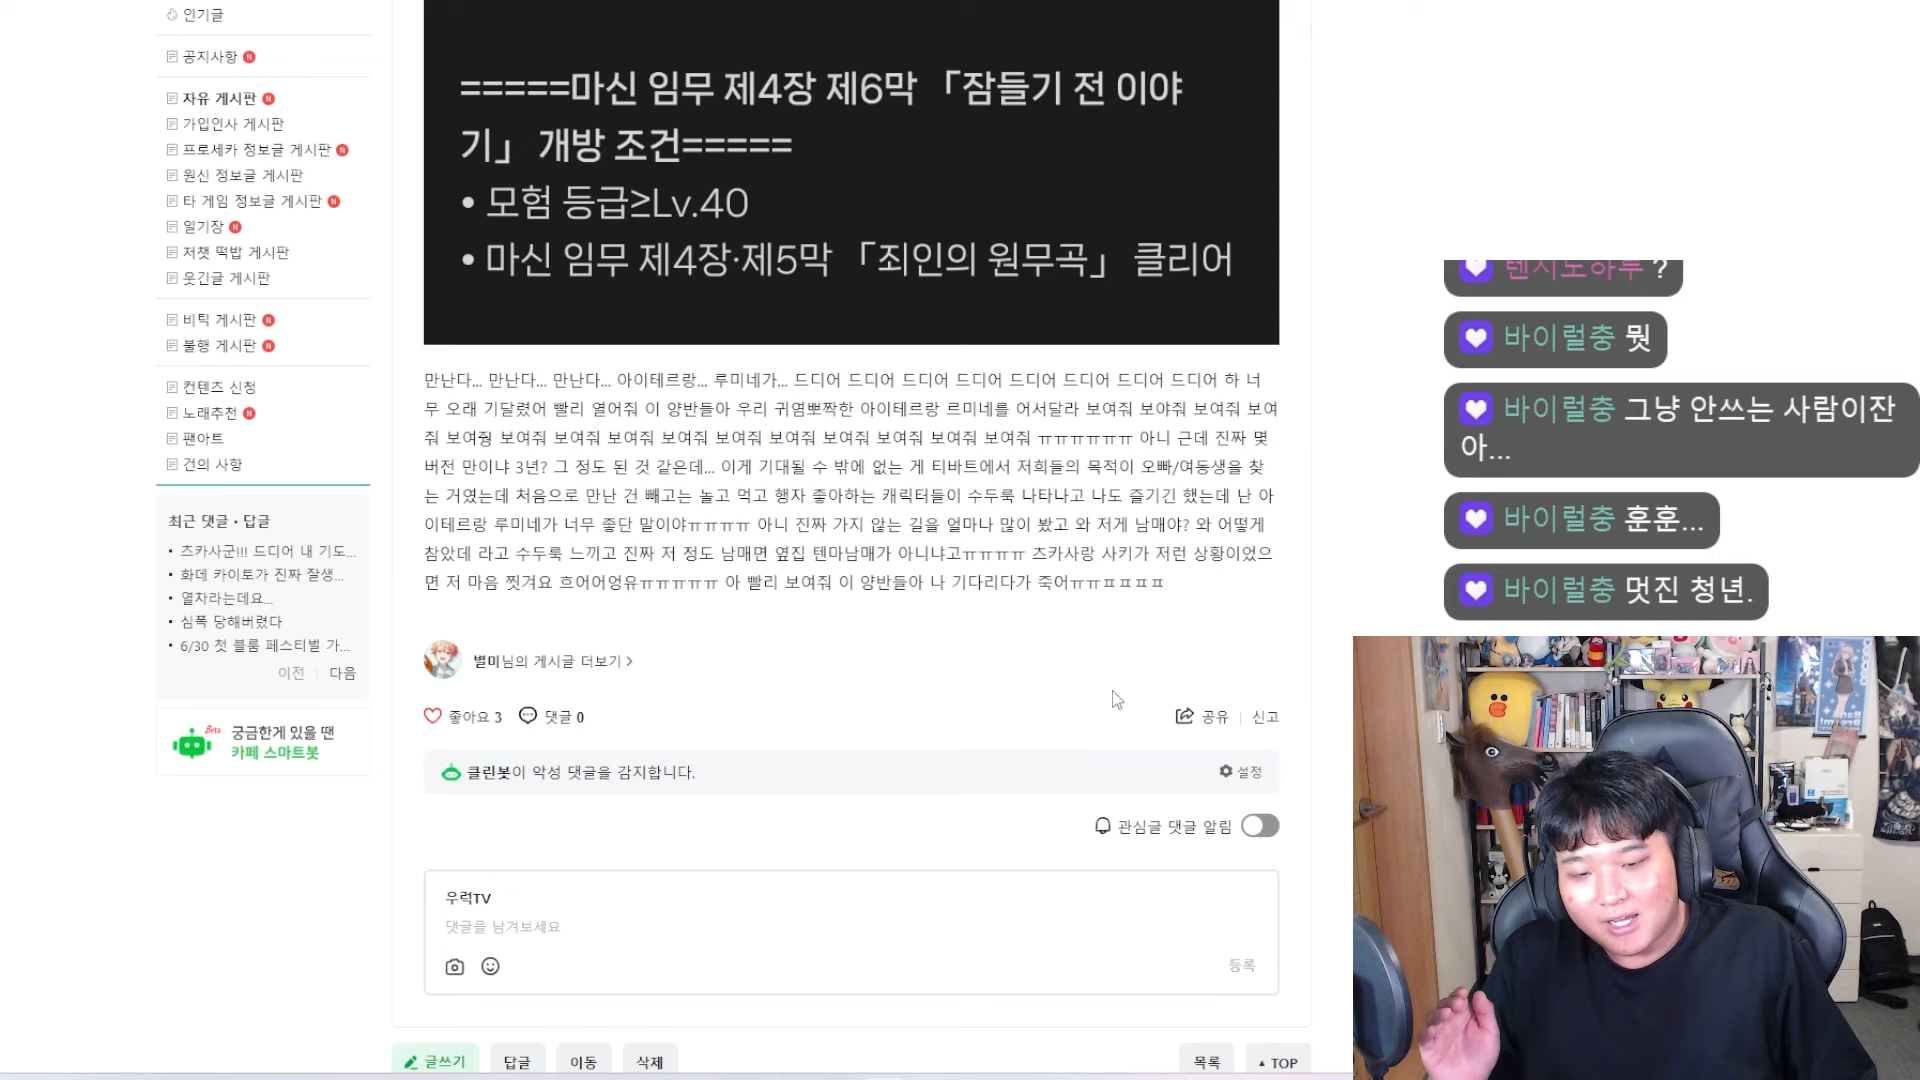 인기글
공지사항 N
자유 게시판 N
가입인사 게시판
프로세카 정보글 게시판 N
원신 정보글 게시판
타 게임 정보글 게시판 N
일기장 N
저챗 떡밥 게시판
웃긴글 게시판
비틱 게시판 N
불행 게시판 N
컨텐츠 신청
노래추천 N
팬아트
건의 사항
최근 댓글・답글
• 츠카사군!!! 드디어 내 기도...
• 화데 카이토가 진짜 잘생...
• 열차라는데요...
• 심폭 당해버렸다
• 6/30 첫 블룸 페스티벌 가...
이전 | 다음
Beta
궁금한게 있을 땐
카페 스마트봇
=====마신 임무 제4장 제6막 「잠들기 전 이야
기」 개방 조건=====
• 모험 등급≥Lv.40
• 마신 임무 제4장·제5막 「죄인의 원무곡」 클리어
만난다... 만난다... 만난다... 아이테르랑... 루미네가... 드디어 드디어 드디어 드디어 드디어 드디어 드디어 드디어 하 너
무 오래 기달렸어 빨리 열어줘 이 양반들아 우리 귀염뽀짝한 아이테르랑 르미네를 어서달라 보여줘 보야줘 보여줘 보여
줘 보여줭 보여줘 보여줘 보여줘 보여줘 보여줘 보여줘 보여줘 보여줘 보여줘 보여줘 ㅠㅠㅠㅠㅠㅠ 아니 근데 진짜 몇
버전 만이냐 3년? 그 정도 된 것 같은데... 이게 기대될 수 밖에 없는 게 티바트에서 저희들의 목적이 오빠/여동생을 찾
는 거였는데 처음으로 만난 건 빼고는 놀고 먹고 행자 좋아하는 캐릭터들이 수두룩 나타나고 나도 즐기긴 했는데 난 아
이테르랑 루미네가 너무 좋단 말이야ㅠㅠㅠㅠ 아니 진짜 가지 않는 길을 얼마나 많이 봤고 와 저게 남매야? 와 어떻게
참았데 라고 수두룩 느끼고 진짜 저 정도 남매면 옆집 텐마남매가 아니냐고ㅠㅠㅠㅠ 츠카사랑 사키가 저런 상황이었으
면 저 마음 찟겨요 흐어어엉유ㅠㅠㅠㅠㅠ 아 빨리 보여줘 이 양반들아 나 기다리다가 죽어ㅠㅠㅍㅍㅍㅍ
별미님의 게시글 더보기
좋아요 3 댓글 0
공유 | 신고
클린봇이 악성 댓글을 감지합니다.
설정
관심글 댓글 알림
우럭TV
댓글을 남겨보세요
등록
글쓰기 답글 이동 삭제 목록 TOP
텐시노하루 ?
바이럴충 뭣
바이럴충 그냥 안쓰는 사람이잔
아...
바이럴충 훈훈...
바이럴충 멋진 청년.